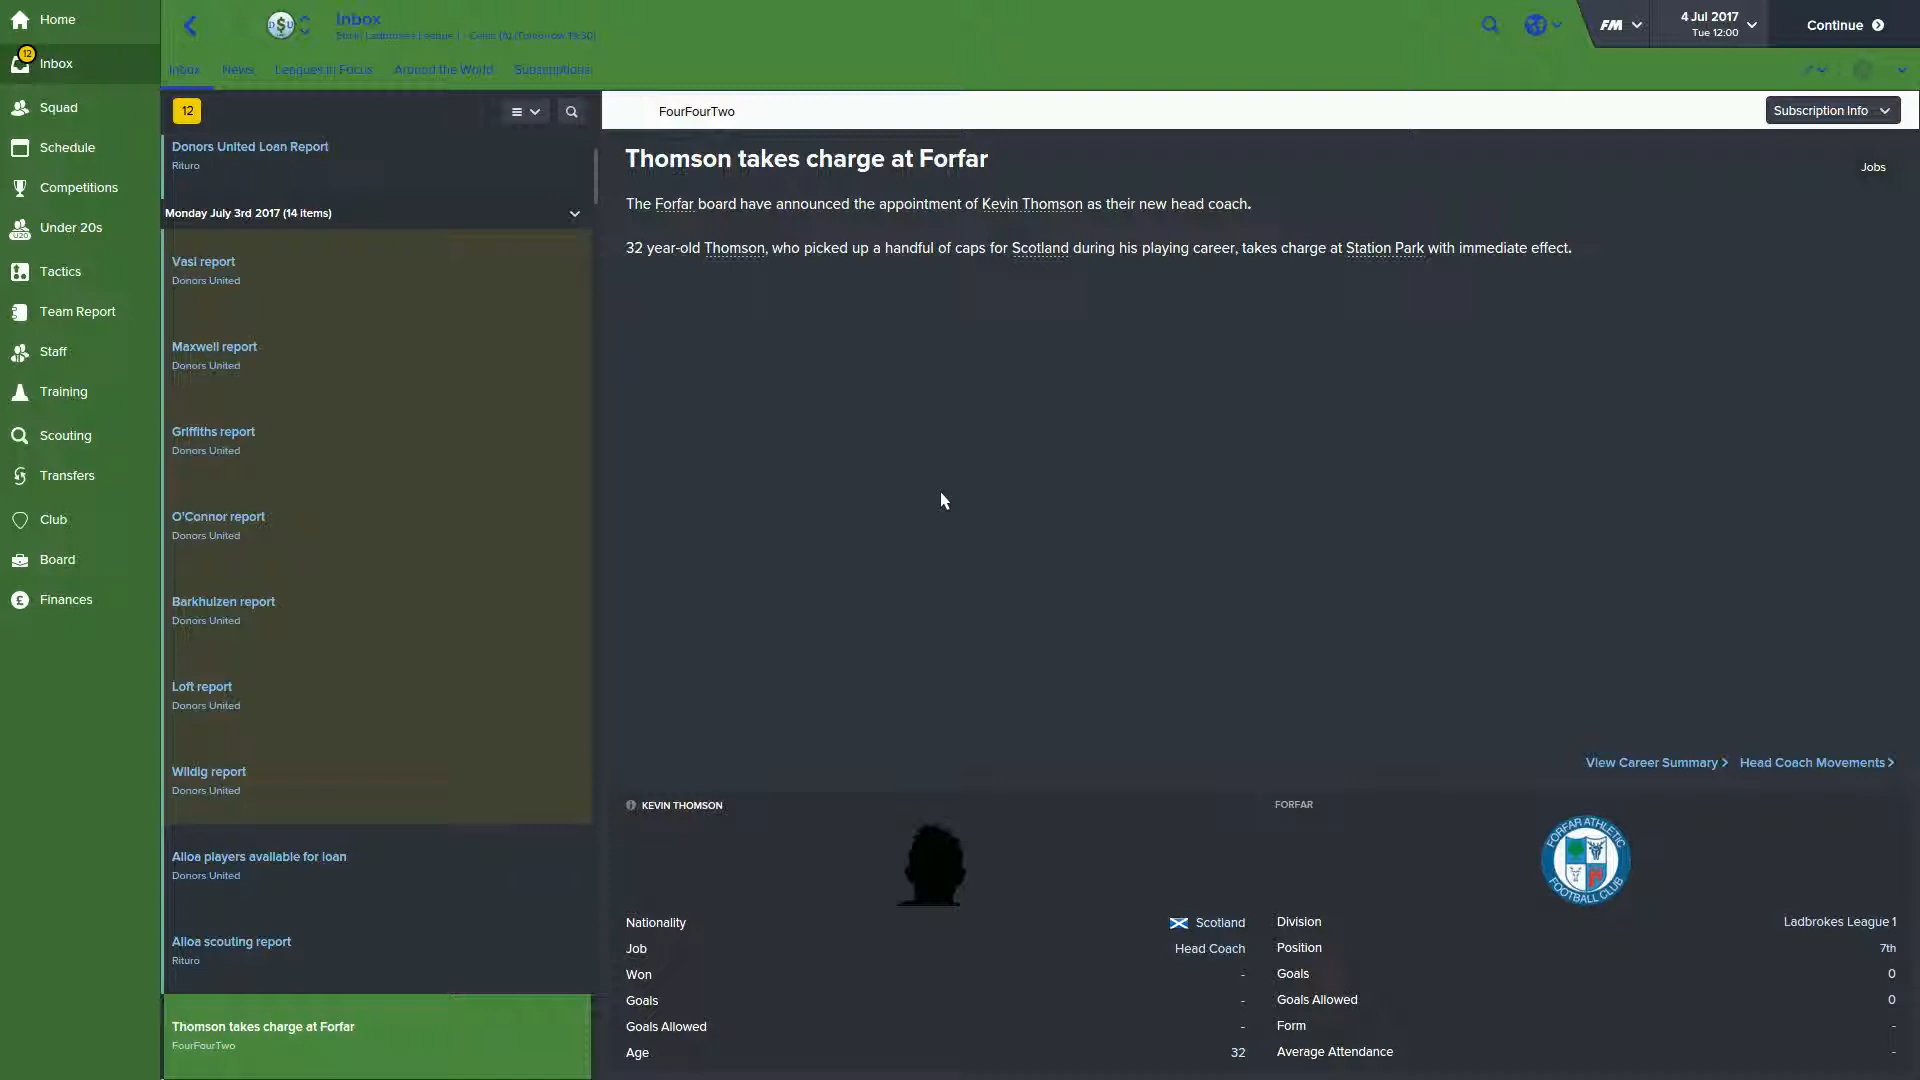 Home
12
Inbox
Squad
Schedule
Competitions
Under 20s
Tactics
Team Report
Staff
Training
Scouting
Transfers
Club
Board
Finances
D$U
Inbox
(Tomorrow 19:30)
FM
4 Jul 2017
Tue 12:00
Continue
Inbox
News
Leagues In Focus
Around the World
Subscriptions
12
Donors United Loan Report
Rituro
Monday July 3rd 2017 (14 items)
Vasl report
Donors United
Maxwell report
Donors United
Griffiths report
Donors United
O'Connor report
Donors United
Barkhuizen report
Donors United
Loft report
Donors United
Wildig report
Donors United
Alloa players available for loan
Donors United
Alloa scouting report
Rituro
Thomson takes charge at Forfar
FourFourTwo
FourFourTwo
Subscription Info
Thomson takes charge at Forfar
Jobs
The Forfar board have announced the appointment of Kevin Thomson as their new head coach.
32 year-old Thomson, who picked up a handful of caps for Scotland during his playing career, takes charge at Station Park with immediate effect.
View Career Summary >
Head Coach Movements >
KEVIN THOMSON
Nationality Scotland
Job Head Coach
Won -
Goals -
Goals Allowed -
Age 32
FORFAR
FORFAR ATHLETIC
FOOTBALL CLUB
Division Ladbrokes League 1
Position 7th
Goals 0
Goals Allowed 0
Form -
Average Attendance -